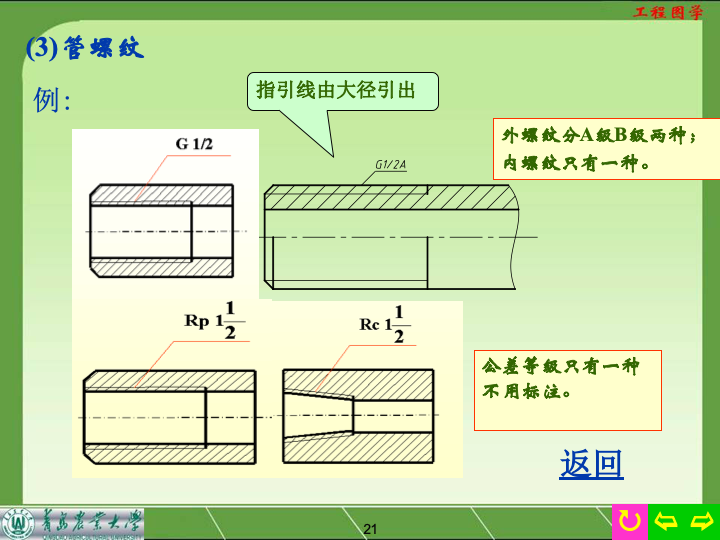 工程图学
(3)管螺纹
例:
指引线由大径引出
外螺纹分A级B级两种;
内螺纹只有一种。
G 1/2
G1/2A
Rp 1 1/2
Rc 1 1/2
公差等级只有一种
不用标注。
返回
青岛农业大学
21